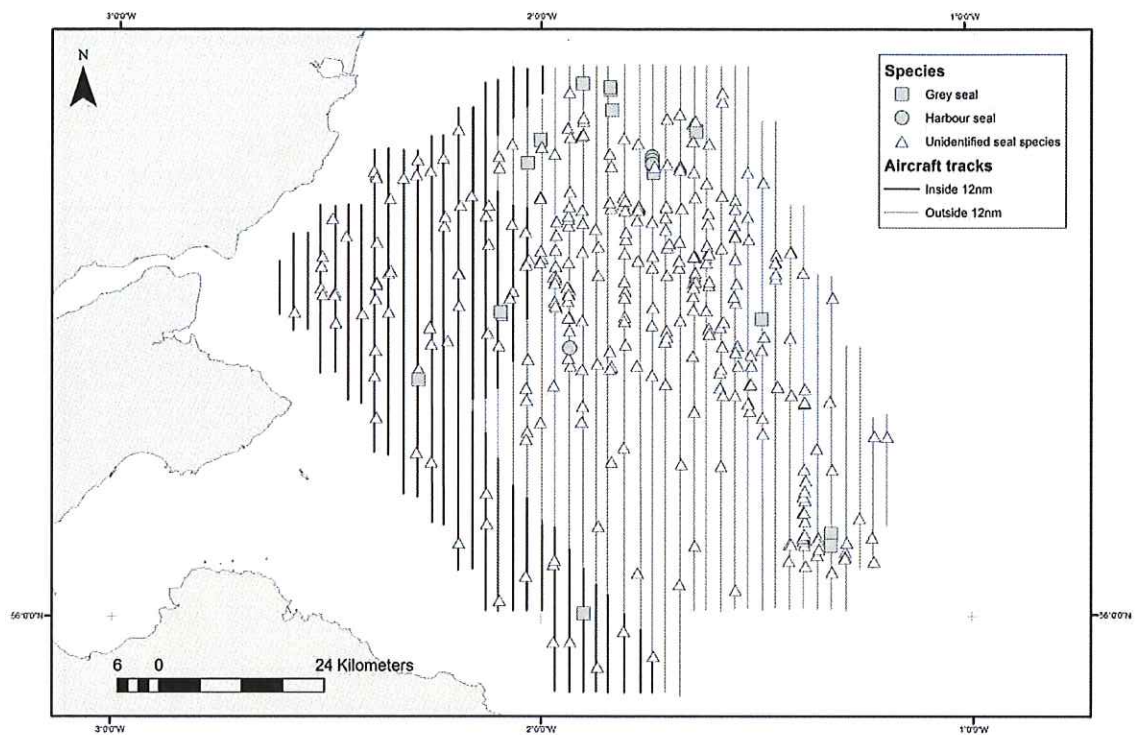 3°0'0"W 2°0'0"W 1°0'0"W
N
Species
Grey seal
Harbour seal
Unidentified seal species
Aircraft tracks
Inside 12nm
Outside 12nm
56°0'0"N 56°0'0"N
6 0 24 Kilometers
3°0'0"W 2°0'0"W 1°0'0"W